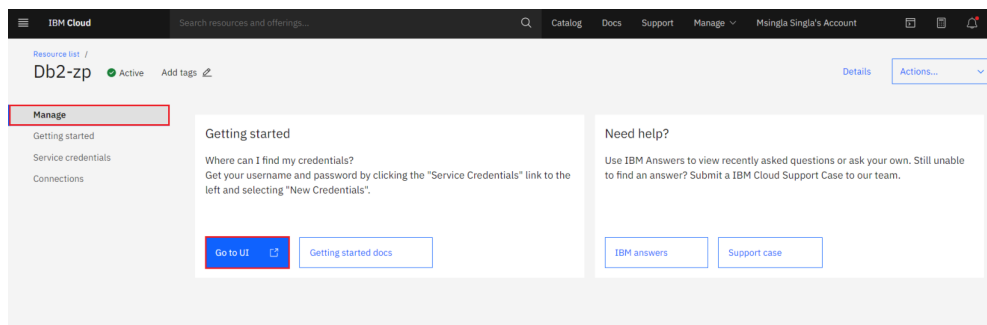 IBM Cloud
Search resources and offerings...
Catalog
Docs
Support
Manage
Msingla Singla's Account
Resource list /
Db2-zp
Active
Add tags
Details
Actions...
Manage
Getting started
Service credentials
Connections
Getting started
Where can I find my credentials?
Get your username and password by clicking the "Service Credentials" link to the
left and selecting "New Credentials".
Go to UI
Getting started docs
Need help?
Use IBM Answers to view recently asked questions or ask your own. Still unable
to find an answer? Submit a IBM Cloud Support Case to our team.
IBM answers
Support case